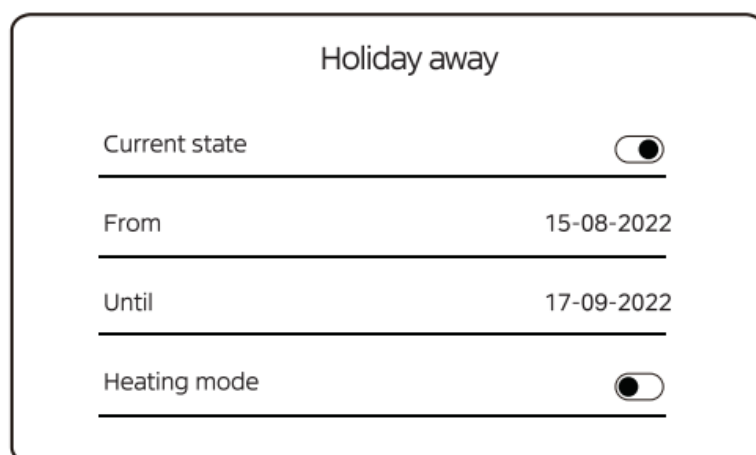 Holiday away
Current state
From 15-08-2022
Until 17-09-2022
Heating mode